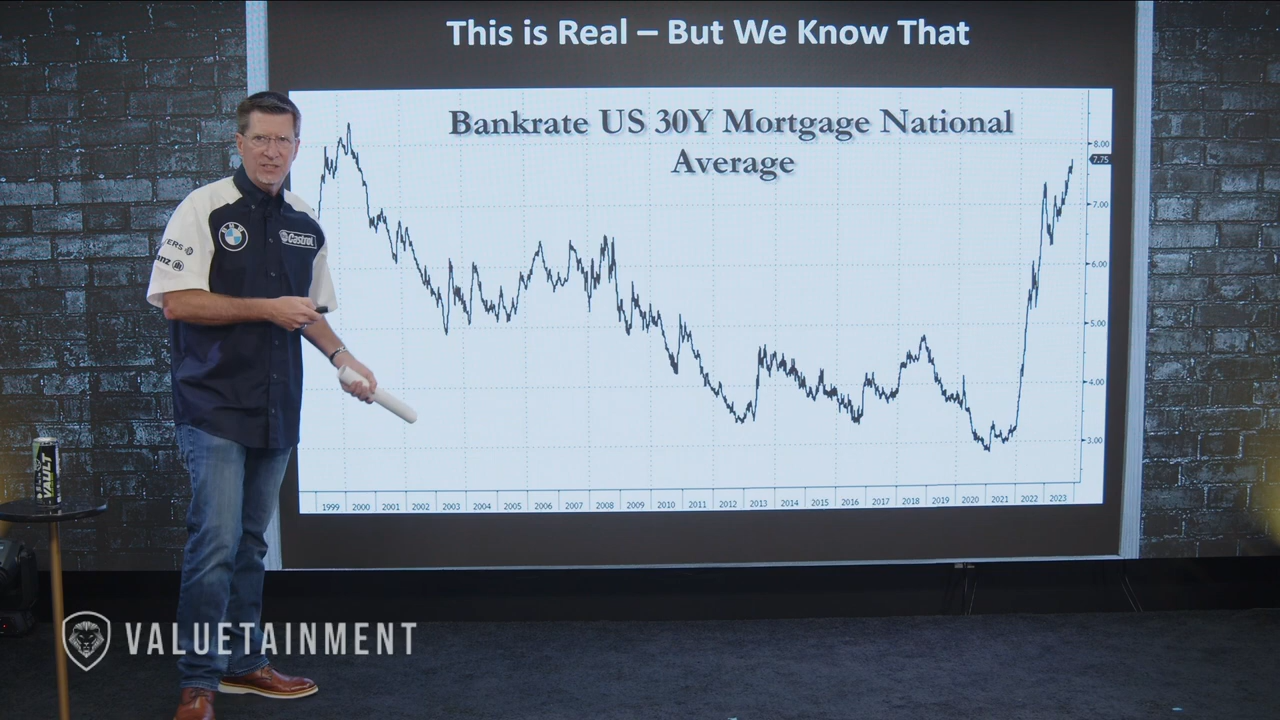 This is Real – But We Know That
Bankrate US 30Y Mortgage National
Average
8.00
7.75
7.00
6.00
5.00
4.00
3.00
1999 2000 2001 2002 2003 2004 2005 2006 2007 2008 2009 2010 2011 2012 2013 2014 2015 2016 2017 2018 2019 2020 2021 2022 2023
BMW
Castrol
VAULT
VALUETAINMENT